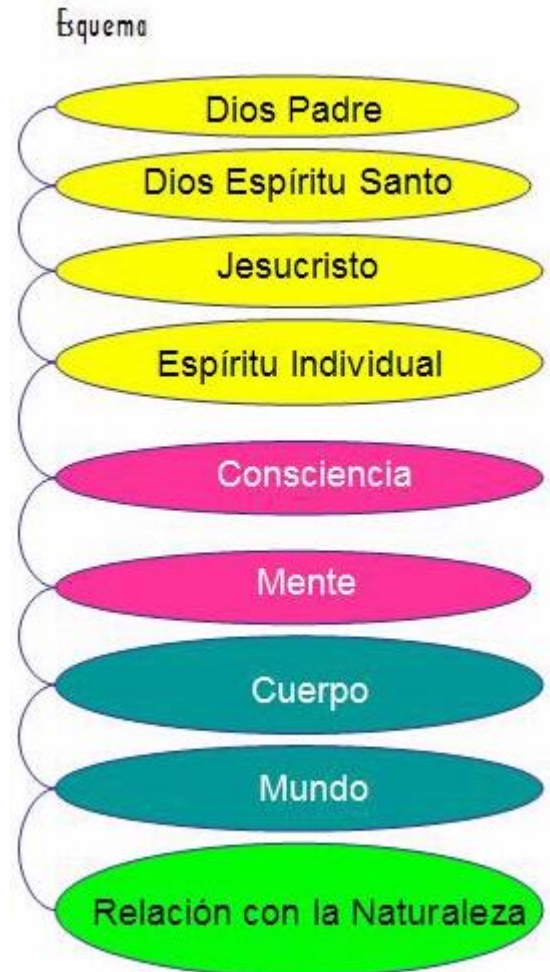 Esquema
Dios Padre
Dios Espíritu Santo
Jesucristo
Espíritu Individual
Consciencia
Mente
Cuerpo
Mundo
Relación con la Naturaleza